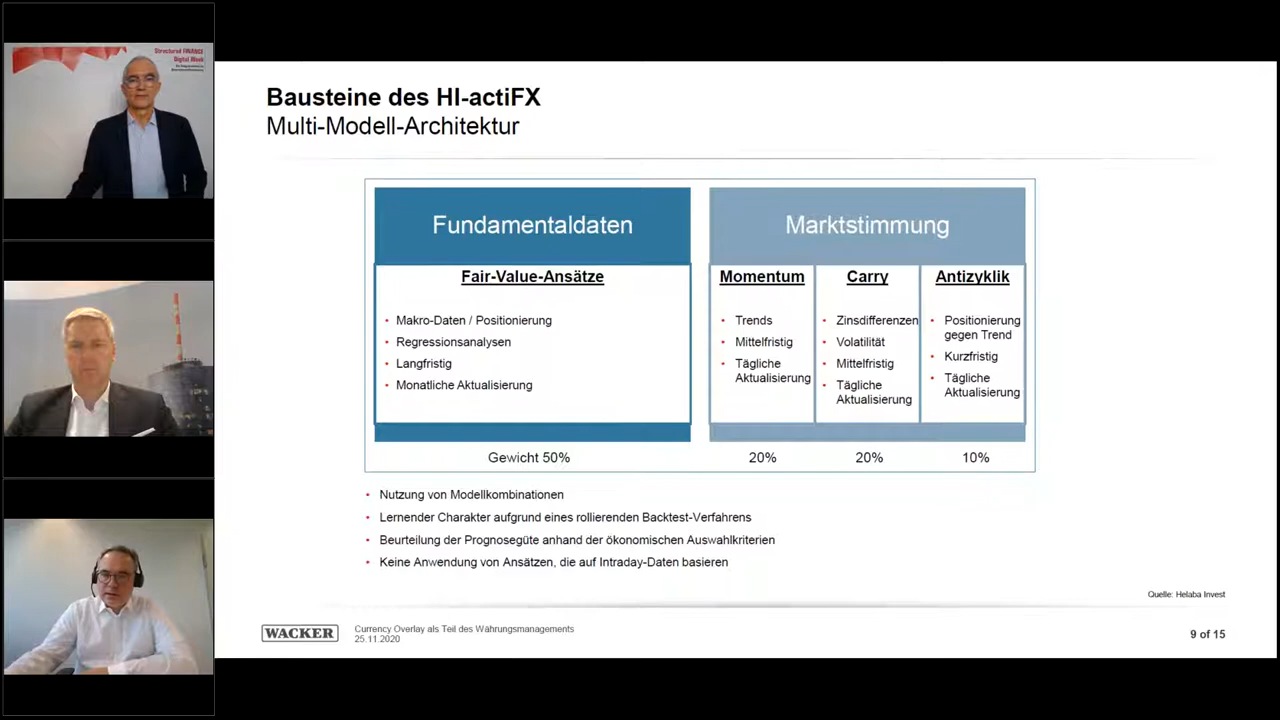 Structured FINANCE
Digital Week
Bausteine des HI-actiFX
Multi-Modell-Architektur
Fundamentaldaten
Marktstimmung
Fair-Value-Ansätze
• Makro-Daten / Positionierung
• Regressionsanalysen
• Langfristig
• Monatliche Aktualisierung
Momentum
• Trends
• Mittelfristig
• Tägliche
Aktualisierung
Carry
• Zinsdifferenzen
• Volatilität
• Mittelfristig
• Tägliche
Aktualisierung
Antizyklik
• Positionierung
gegen Trend
• Kurzfristig
• Tägliche
Aktualisierung
Gewicht 50%
20%
20%
10%
• Nutzung von Modellkombinationen
• Lernender Charakter aufgrund eines rollierenden Backtest-Verfahrens
• Beurteilung der Prognosegüte anhand der ökonomischen Auswahlkriterien
• Keine Anwendung von Ansätzen, die auf Intraday-Daten basieren
Quelle: Helaba Invest
WACKER
Currency Overlay als Teil des Währungsmanagements
25.11.2020
9 of 15